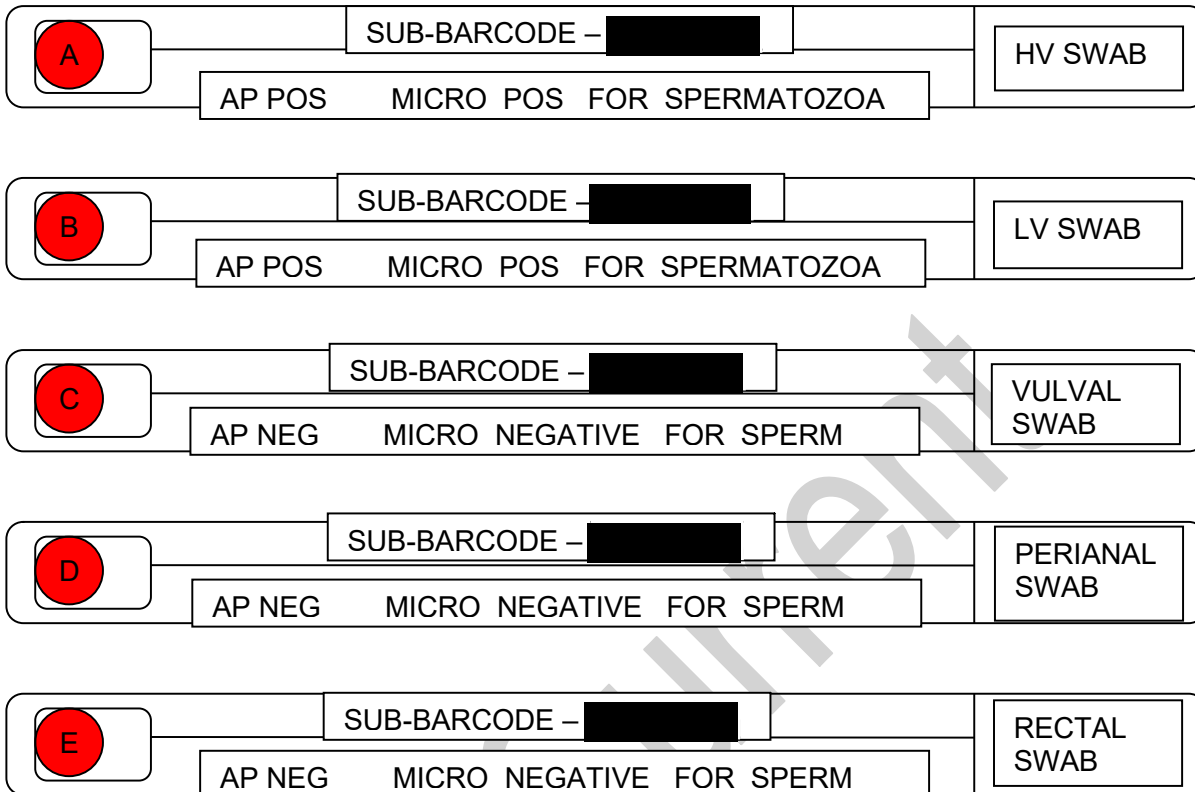 SUB-BARCODE –
A
HV SWAB
AP POS MICRO POS FOR SPERMATOZOA
SUB-BARCODE –
B
LV SWAB
AP POS MICRO POS FOR SPERMATOZOA
SUB-BARCODE –
C
VULVAL
SWAB
AP NEG MICRO NEGATIVE FOR SPERM
SUB-BARCODE –
D
PERIANAL
SWAB
AP NEG MICRO NEGATIVE FOR SPERM
SUB-BARCODE –
E
RECTAL
SWAB
AP NEG MICRO NEGATIVE FOR SPERM